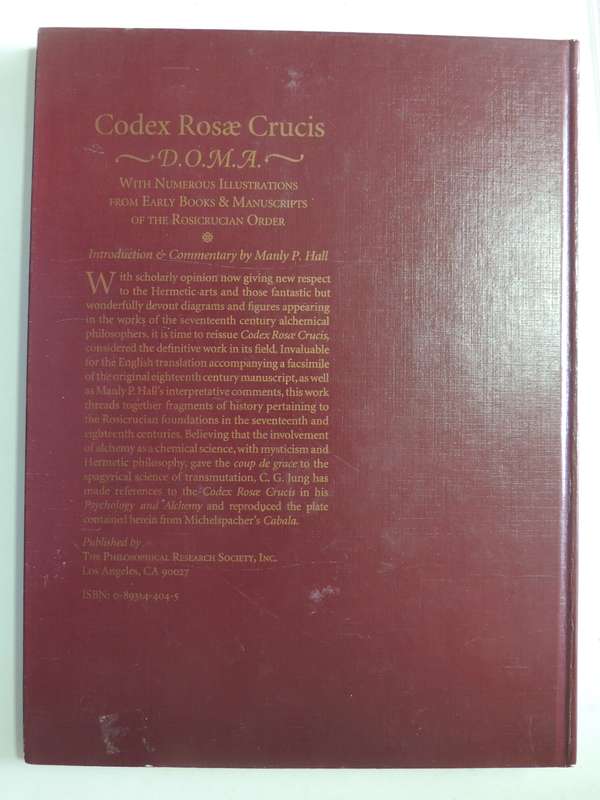 Codex Rosæ Crucis
~D.O.M.A.~
With Numerous Illustrations
from Early Books & Manuscripts
of the Rosicrucian Order
Introduction & Commentary by Manly P. Hall
With scholarly opinion now giving new respect
to the Hermetic arts and those fantastic but
wonderfully devout diagrams and figures appearing
in the works of the seventeenth century alchemical
philosophers, it is time to reissue Codex Rosæ Crucis,
considered the definitive work in its field. Invaluable
for the English translation accompanying a facsimile
of the original eighteenth century manuscript, as well
as Manly P. Hall's interpretative comments, this work
threads together fragments of history pertaining to
the Rosicrucian foundations in the seventeenth and
eighteenth centuries. Believing that the involvement
of alchemy as a chemical science, with mysticism and
Hermetic philosophy, gave the coup de grace to the
spagyrical science of transmutation, C. G. Jung has
made references to the Codex Rosæ Crucis in his
Psychology and Alchemy and reproduced the plate
contained herein from Michelspacher's Cabala.
Published by
The Philosophical Research Society, Inc.
Los Angeles, CA 90027
ISBN: 0-89314-404-5